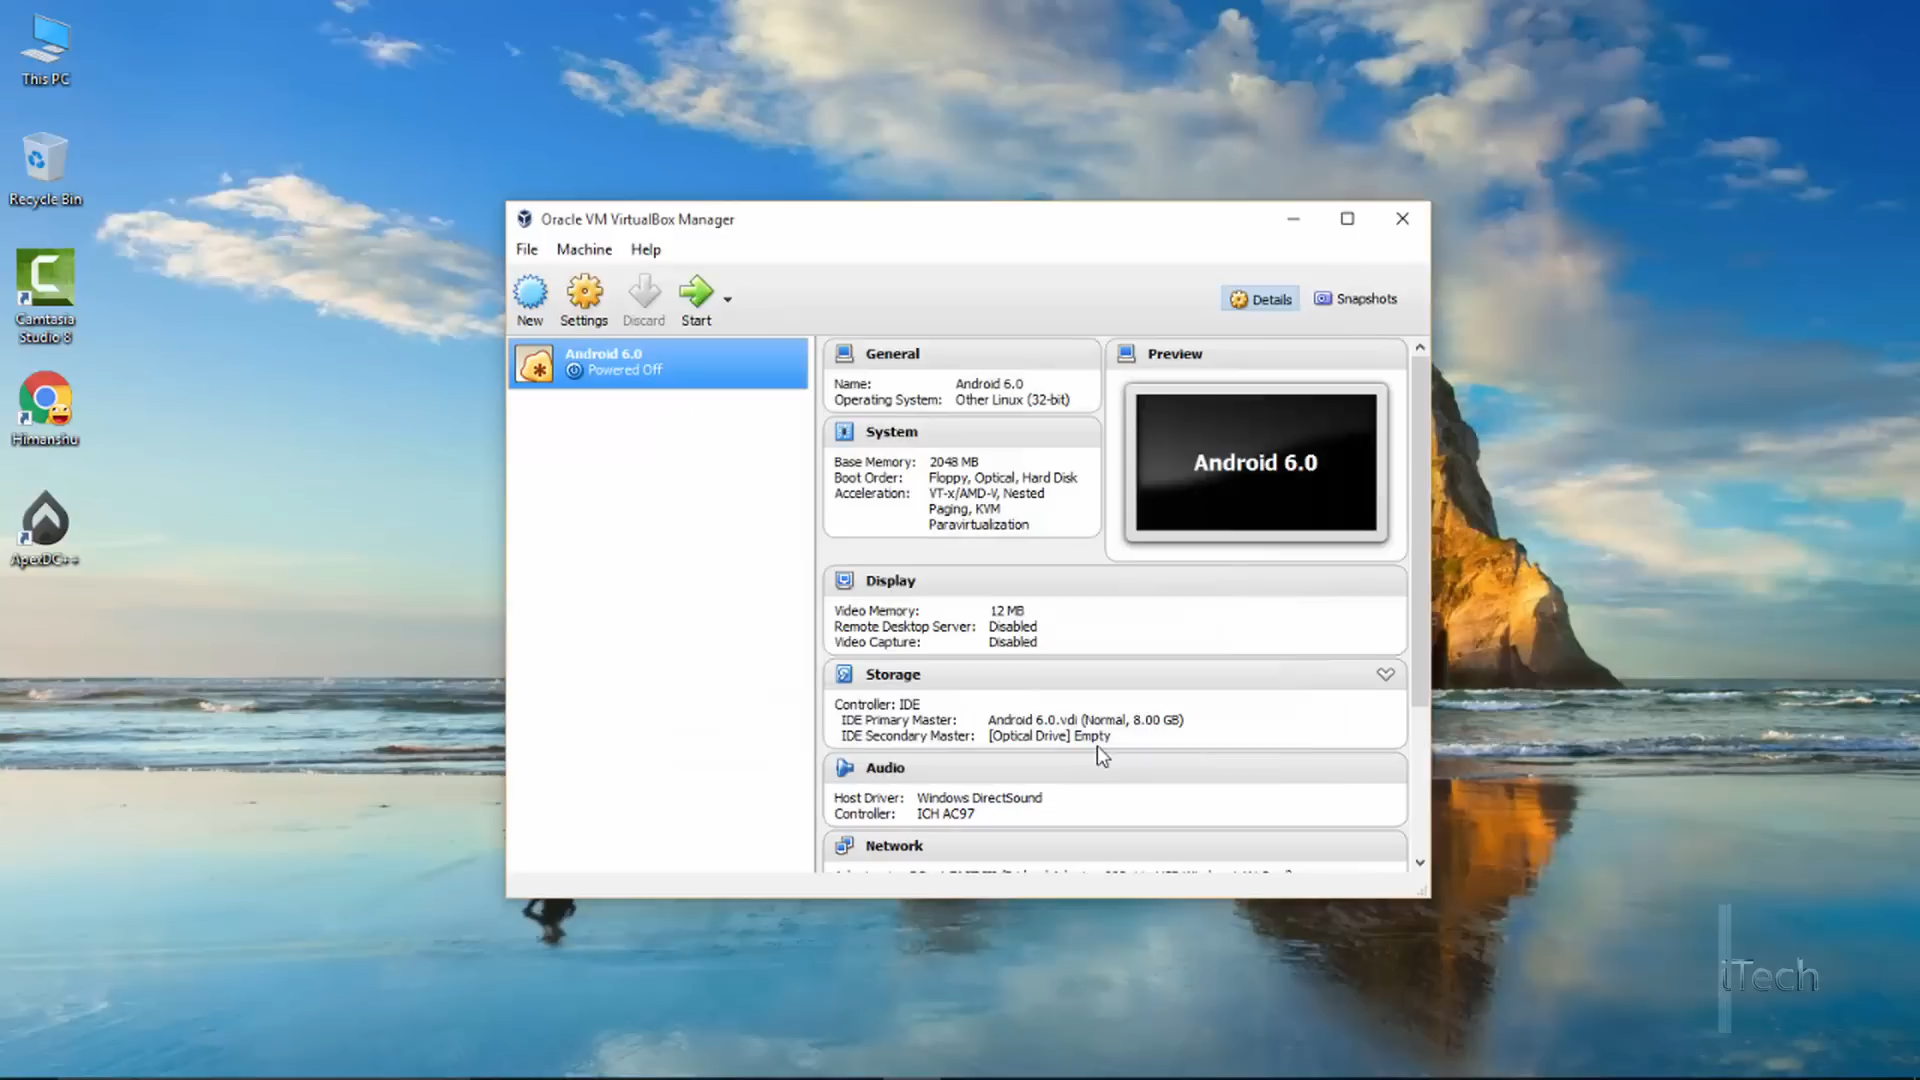 This PC
Recycle Bin
Camtasia
Studio 8
Himanshu
ApexDC++
Oracle VM VirtualBox Manager
File Machine Help
New Settings Discard Start
Details Snapshots
Android 6.0
Powered Off
General
Name: Android 6.0
Operating System: Other Linux (32-bit)
System
Base Memory: 2048 MB
Boot Order: Floppy, Optical, Hard Disk
Acceleration: VT-x/AMD-V, Nested
Paging, KVM
Paravirtualization
Preview
Android 6.0
Display
Video Memory: 12 MB
Remote Desktop Server: Disabled
Video Capture: Disabled
Storage
Controller: IDE
IDE Primary Master: Android 6.0.vdi (Normal, 8.00 GB)
IDE Secondary Master: [Optical Drive] Empty
Audio
Host Driver: Windows DirectSound
Controller: ICH AC97
Network
iTech